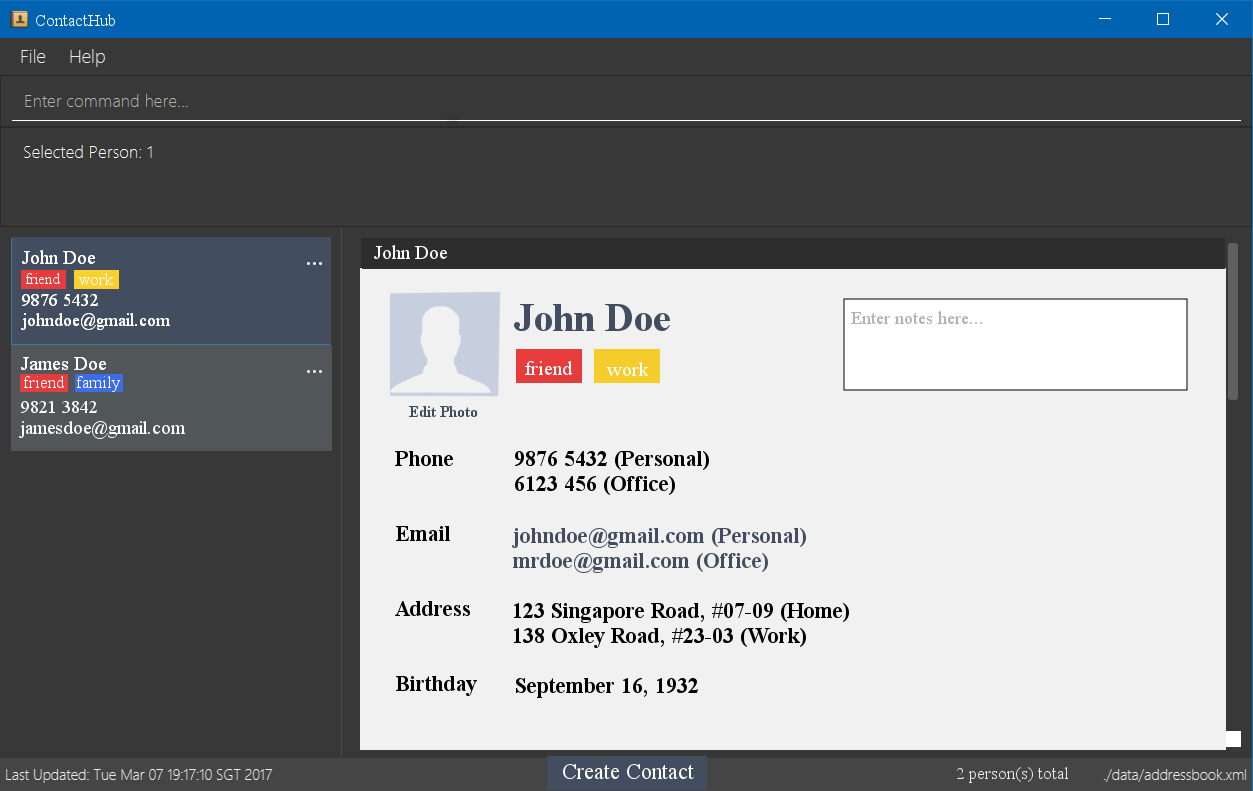 ContactHub
File Help
Enter command here...
Selected Person: 1
John Doe
...
friend work
9876 5432
johndoe@gmail.com
James Doe
...
friend family
9821 3842
jamesdoe@gmail.com
John Doe
John Doe
friend work
Edit Photo
Enter notes here...
Phone 9876 5432 (Personal)
6123 456 (Office)
Email johndoe@gmail.com (Personal)
mrdoe@gmail.com (Office)
Address 123 Singapore Road, #07-09 (Home)
138 Oxley Road, #23-03 (Work)
Birthday September 16, 1932
Last Updated: Tue Mar 07 19:17:10 SGT 2017
Create Contact
2 person(s) total
./data/addressbook.xml